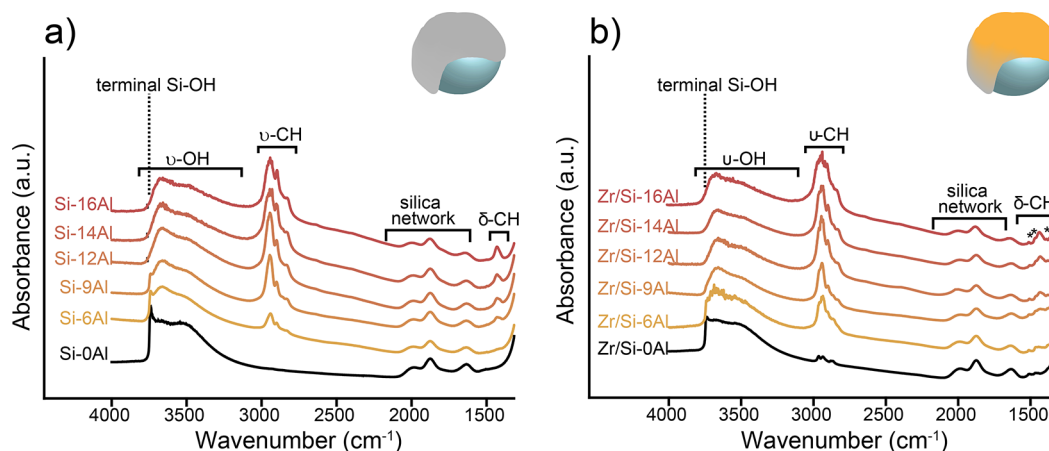 a)
terminal Si-OH
υ-OH
υ-CH
silica
network
δ-CH
Si-16Al
Si-14Al
Si-12Al
Si-9Al
Si-6Al
Si-0Al
Absorbance (a.u.)
4000 3500 3000 2500 2000 1500
Wavenumber (cm⁻¹)
b)
terminal Si-OH
υ-OH
υ-CH
silica
network
δ-CH
**
*
Zr/Si-16Al
Zr/Si-14Al
Zr/Si-12Al
Zr/Si-9Al
Zr/Si-6Al
Zr/Si-0Al
Absorbance (a.u.)
4000 3500 3000 2500 2000 1500
Wavenumber (cm⁻¹)